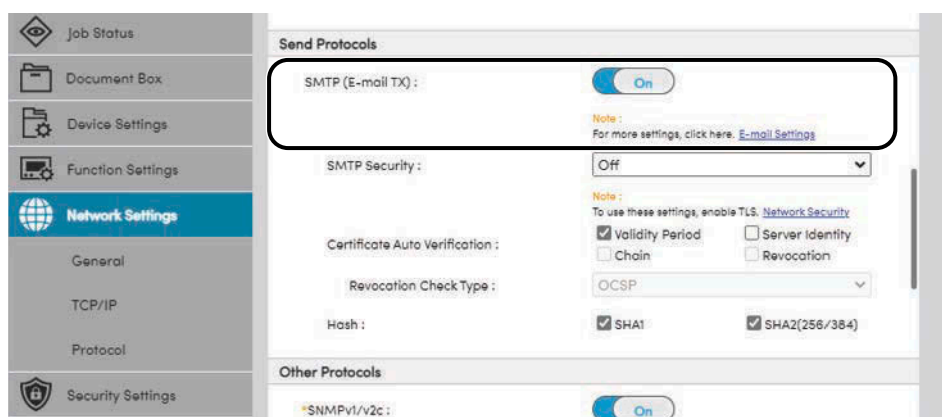 Job Status
Document Box
Device Settings
Function Settings
Network Settings
General
TCP/IP
Protocol
Security Settings
Send Protocols
SMTP (E-mail TX) :
On
Note :
For more settings, click here. E-mail Settings
SMTP Security :
Off
Note :
To use these settings, enable TLS. Network Security
Certificate Auto Verification :
Validity Period
Server Identity
Chain
Revocation
Revocation Check Type :
OCSP
Hash :
SHA1
SHA2(256/384)
Other Protocols
*SNMPv1/v2c :
On